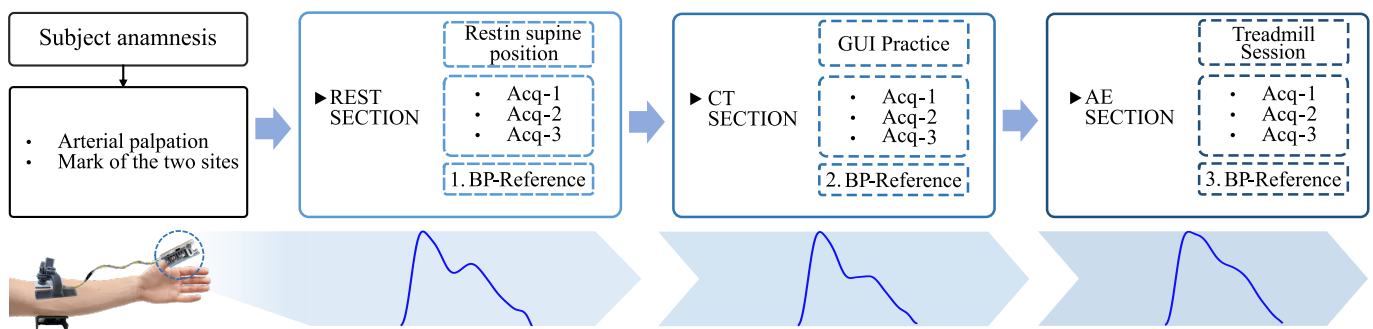 Subject anamnesis
• Arterial palpation
• Mark of the two sites
▶ REST
SECTION
Restin supine
position
• Acq-1
• Acq-2
• Acq-3
1. BP-Reference
▶ CT
SECTION
GUI Practice
• Acq-1
• Acq-2
• Acq-3
2. BP-Reference
▶ AE
SECTION
Treadmill
Session
• Acq-1
• Acq-2
• Acq-3
3. BP-Reference